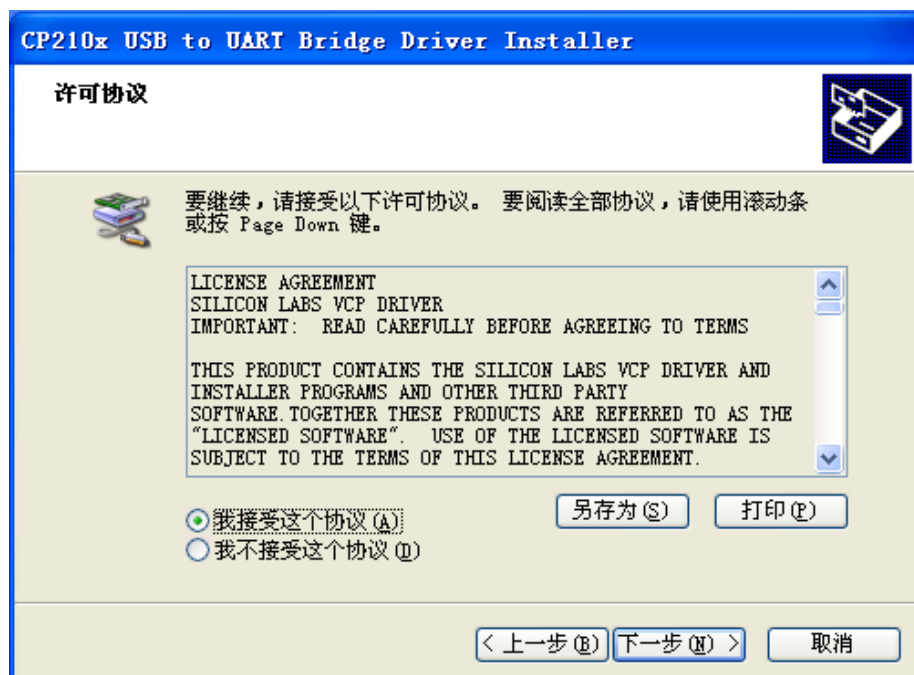 CP210x USB to UART Bridge Driver Installer
许可协议
要继续，请接受以下许可协议。 要阅读全部协议，请使用滚动条
或按 Page Down 键。
LICENSE AGREEMENT
SILICON LABS VCP DRIVER
IMPORTANT:  READ CAREFULLY BEFORE AGREEING TO TERMS
THIS PRODUCT CONTAINS THE SILICON LABS VCP DRIVER AND
INSTALLER PROGRAMS AND OTHER THIRD PARTY
SOFTWARE.TOGETHER THESE PRODUCTS ARE REFERRED TO AS THE
"LICENSED SOFTWARE".  USE OF THE LICENSED SOFTWARE IS
SUBJECT TO THE TERMS OF THIS LICENSE AGREEMENT.
我接受这个协议(A)
另存为(S) 打印(P)
我不接受这个协议(D)
< 上一步(B) 下一步(N) > 取消